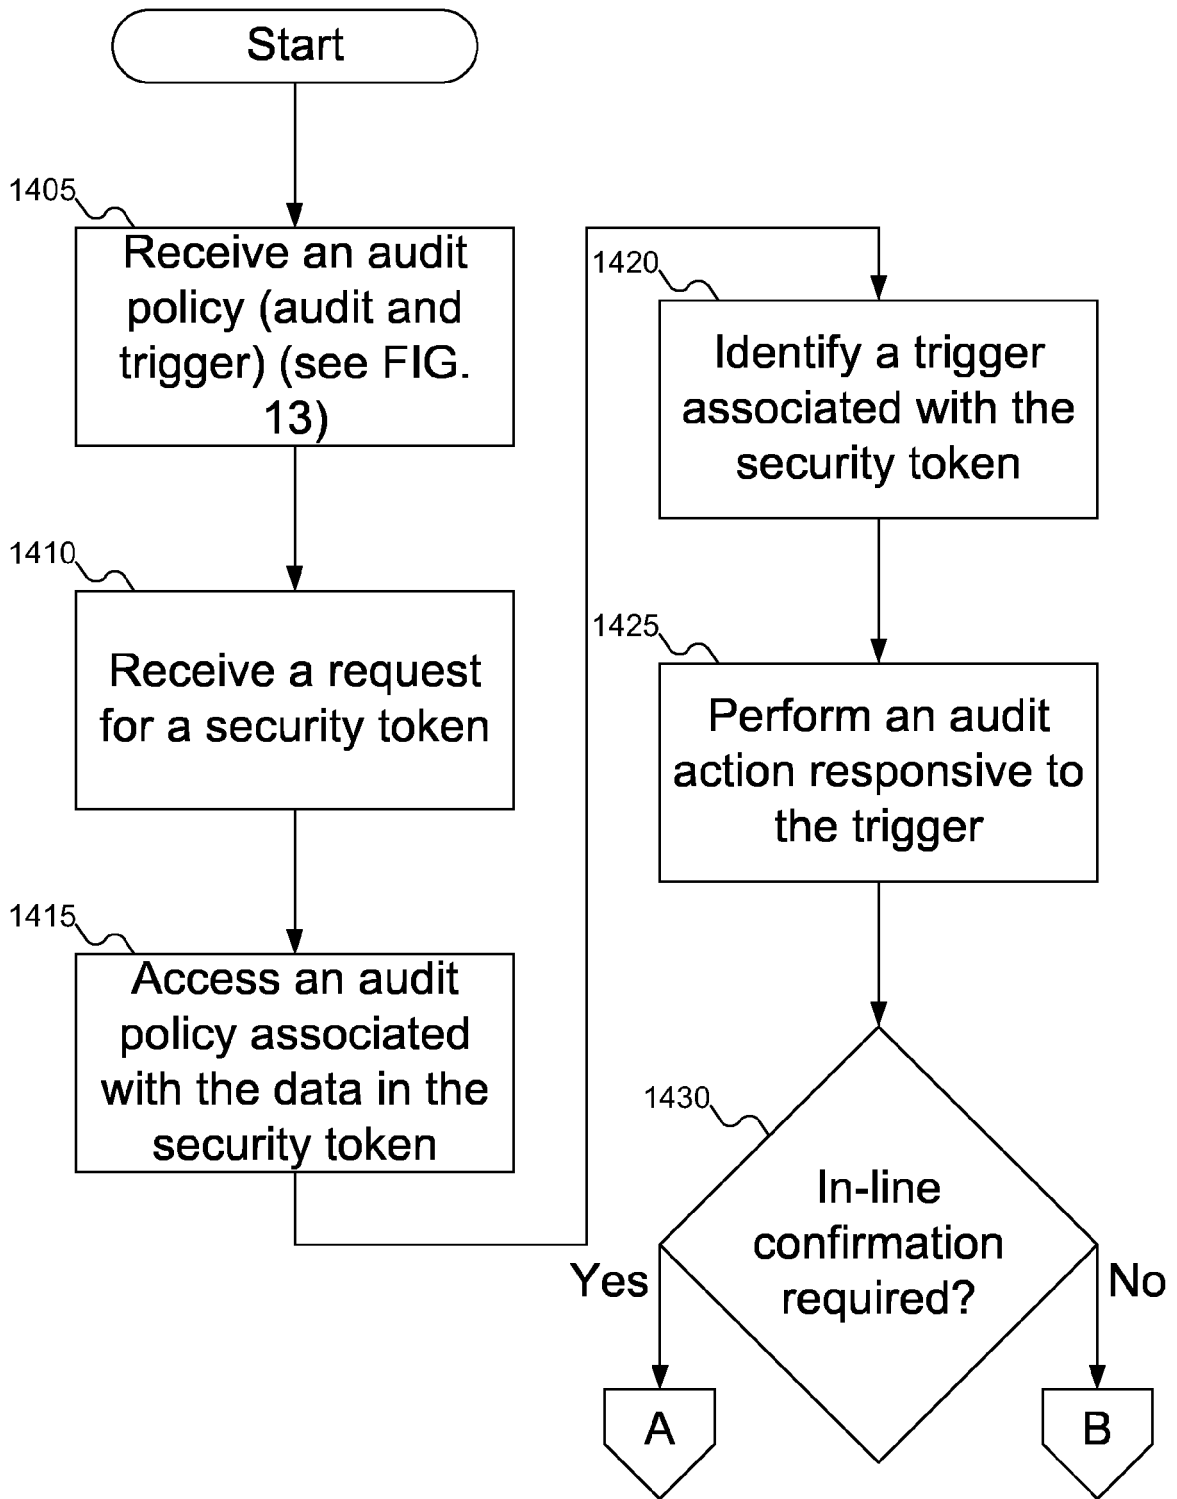 Start
1405
Receive an audit
policy (audit and
trigger) (see FIG.
13)
1410
Receive a request
for a security token
1415
Access an audit
policy associated
with the data in the
security token
1420
Identify a trigger
associated with the
security token
1425
Perform an audit
action responsive to
the trigger
1430
In-line
confirmation
required?
Yes
No
A
B